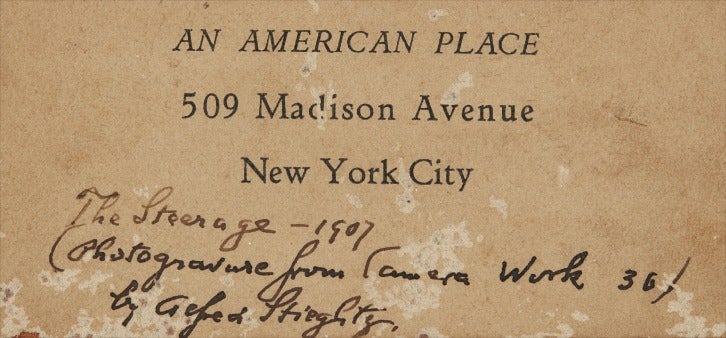 AN AMERICAN PLACE
509 Madison Avenue
New York City
The Steerage – 1907
(Photogravure from Camera Work 36)
by Alfred Stieglitz.